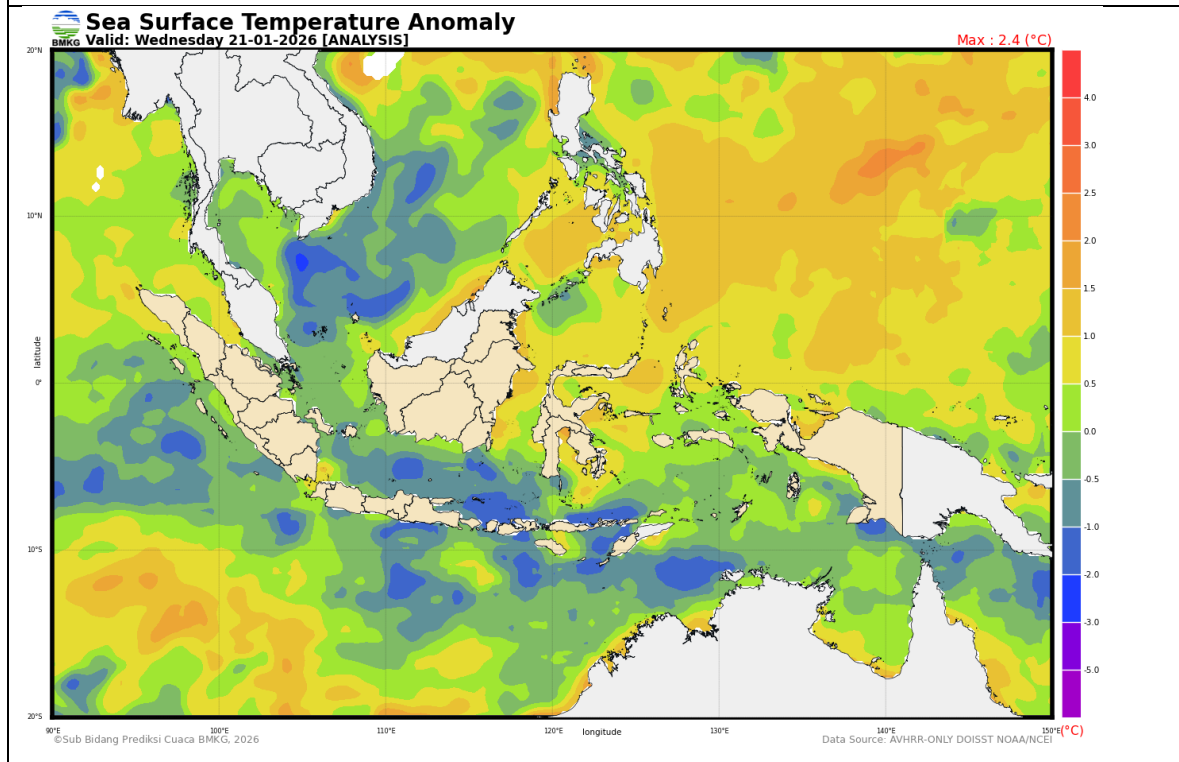 Sea Surface Temperature Anomaly
BMKG
Valid: Wednesday 21-01-2026 [ANALYSIS]
Max : 2.4 (°C)
20°N
10°N
0°
10°S
20°S
latitude
4.0
3.0
2.5
2.0
1.5
1.0
0.5
0.0
-0.5
-1.0
-2.0
-3.0
-5.0
(°C)
90°E
100°E
110°E
120°E
longitude
130°E
140°E
150°E
©Sub Bidang Prediksi Cuaca BMKG, 2026
Data Source: AVHRR-ONLY DOISST NOAA/NCEI